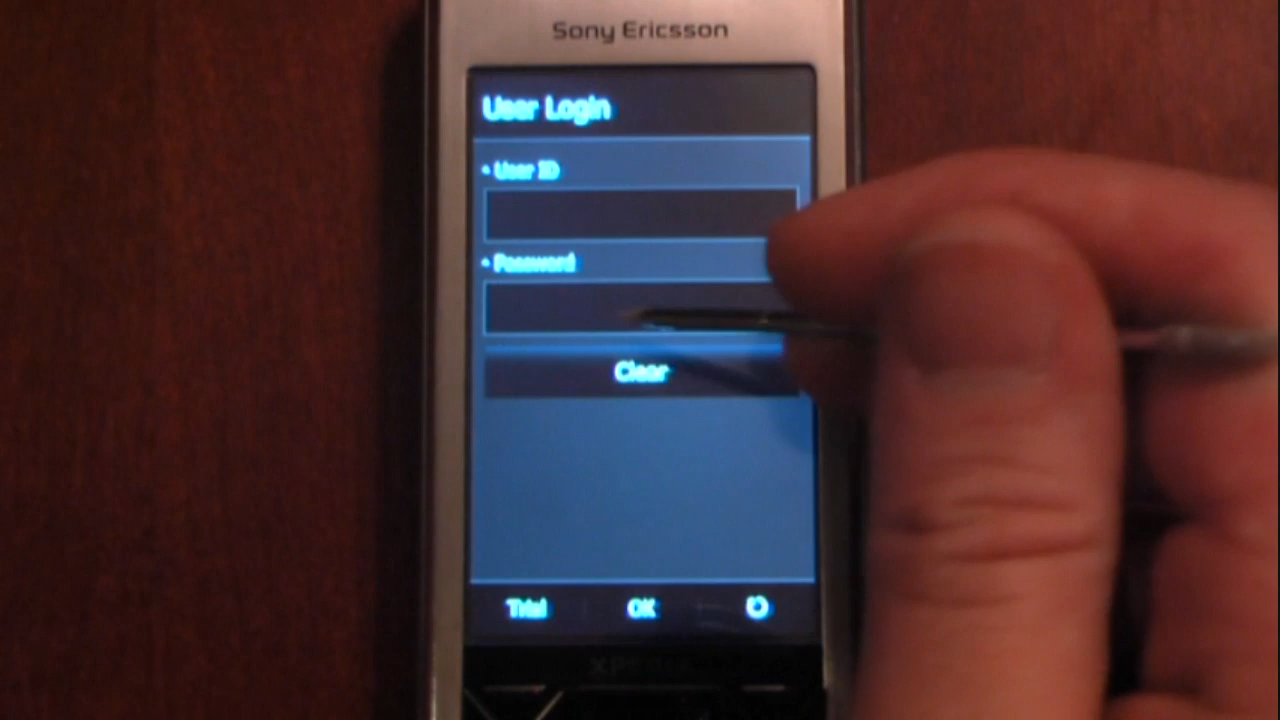 Sony Ericsson
User Login
• User ID
• Password
Clear
Trial OK